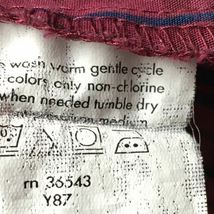 wash warm gentle cycle
colors only non-chlorine
when needed tumble dry
medium
rn 36543
Y87